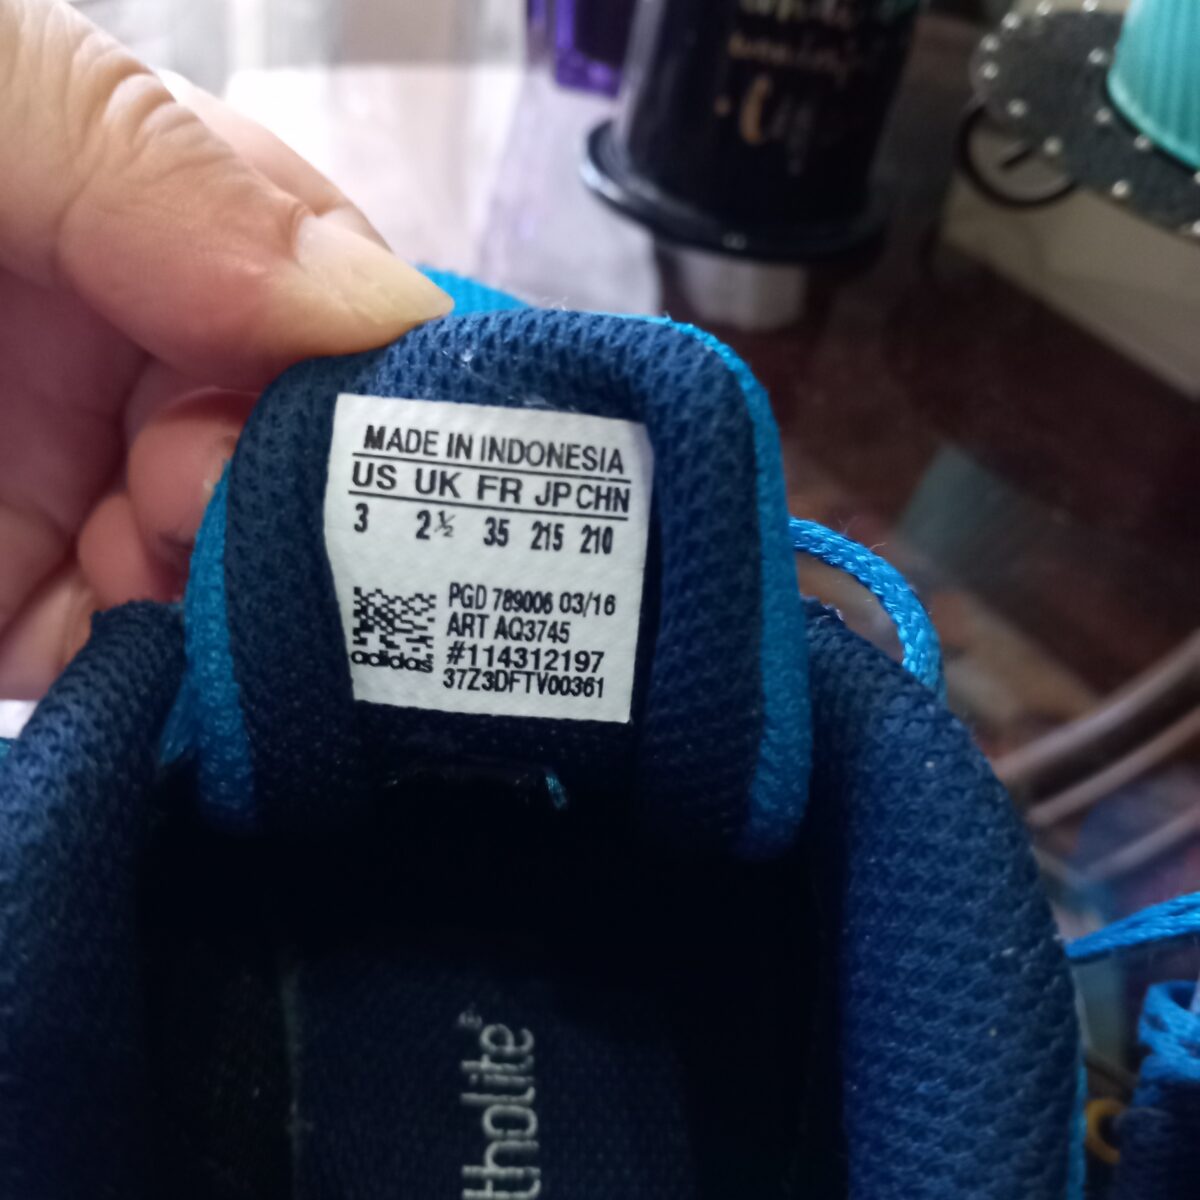 MADE IN INDONESIA
US UK FR JP CHN
3 2½ 35 215 210
PGD 789006 03/16
ART AQ3745
adidas #114312197
37Z3DFTV00361
tholite